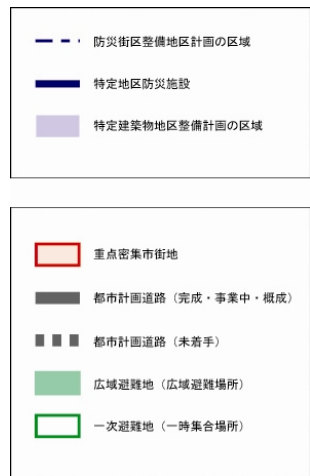 防災街区整備地区計画の区域
特定地区防災施設
特定建築物地区整備計画の区域
重点密集市街地
都市計画道路（完成・事業中・概成）
都市計画道路（未着手）
広域避難地（広域避難場所）
一次避難地（一時集合場所）